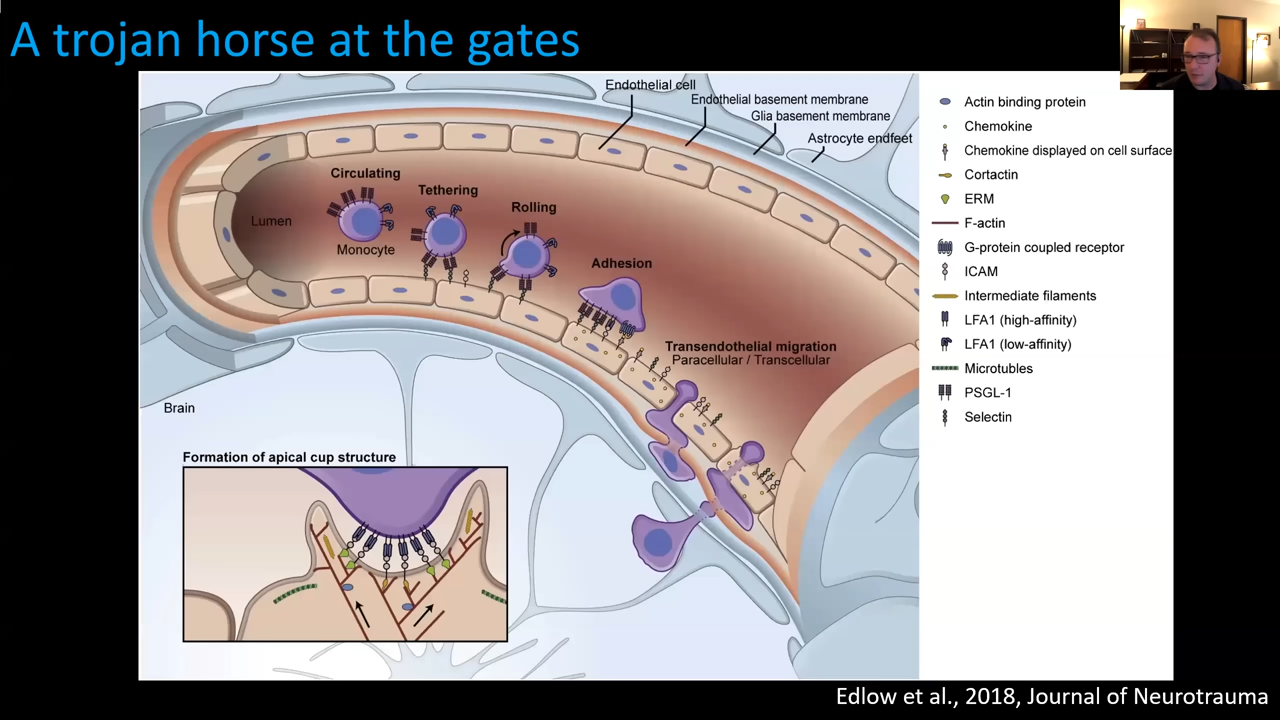 A trojan horse at the gates
Endothelial cell
Endothelial basement membrane
Glia basement membrane
Astrocyte endfeet
Circulating
Tethering
Rolling
Lumen
Monocyte
Adhesion
Transendothelial migration
Paracellular / Transcellular
Brain
Formation of apical cup structure
Actin binding protein
Chemokine
Chemokine displayed on cell surface
Cortactin
ERM
F-actin
G-protein coupled receptor
ICAM
Intermediate filaments
LFA1 (high-affinity)
LFA1 (low-affinity)
Microtubles
PSGL-1
Selectin
Edlow et al., 2018, Journal of Neurotrauma